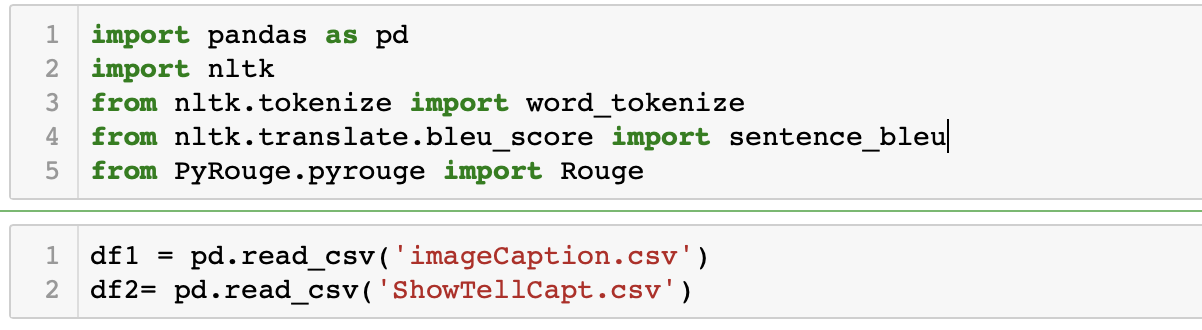 1 import pandas as pd
2 import nltk
3 from nltk.tokenize import word_tokenize
4 from nltk.translate.bleu_score import sentence_bleu
5 from PyRouge.pyrouge import Rouge
1 df1 = pd.read_csv('imageCaption.csv')
2 df2= pd.read_csv('ShowTellCapt.csv')